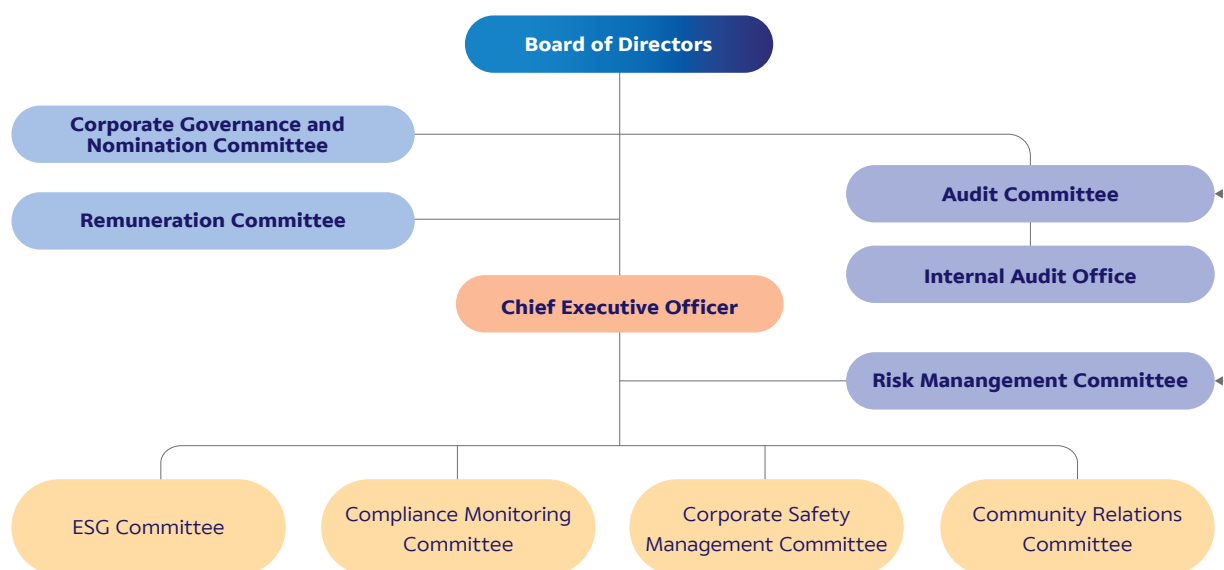 Board of Directors
Corporate Governance and
Nomination Committee
Audit Committee
Remuneration Committee
Internal Audit Office
Chief Executive Officer
Risk Manangement Committee
ESG Committee
Compliance Monitoring
Committee
Corporate Safety
Management Committee
Community Relations
Committee